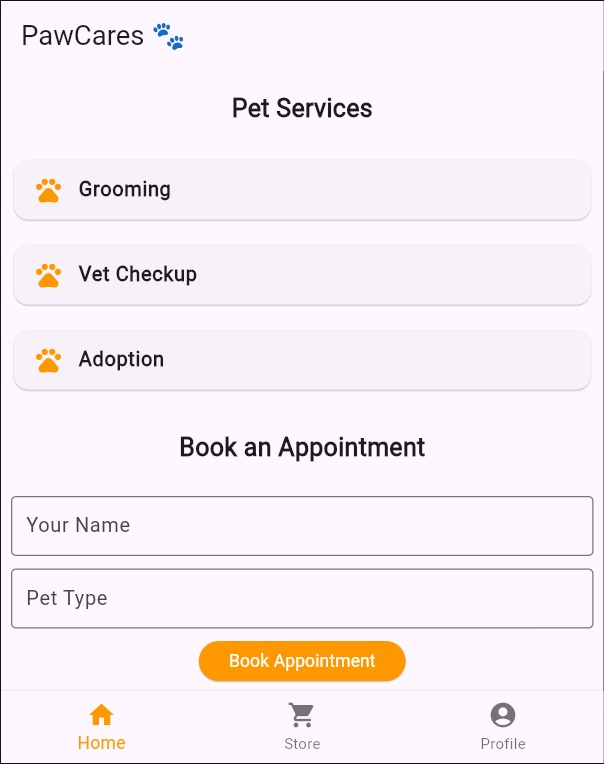 PawCares 🐾
Pet Services
Grooming
Vet Checkup
Adoption
Book an Appointment
Your Name
Pet Type
Book Appointment
Home
Store
Profile